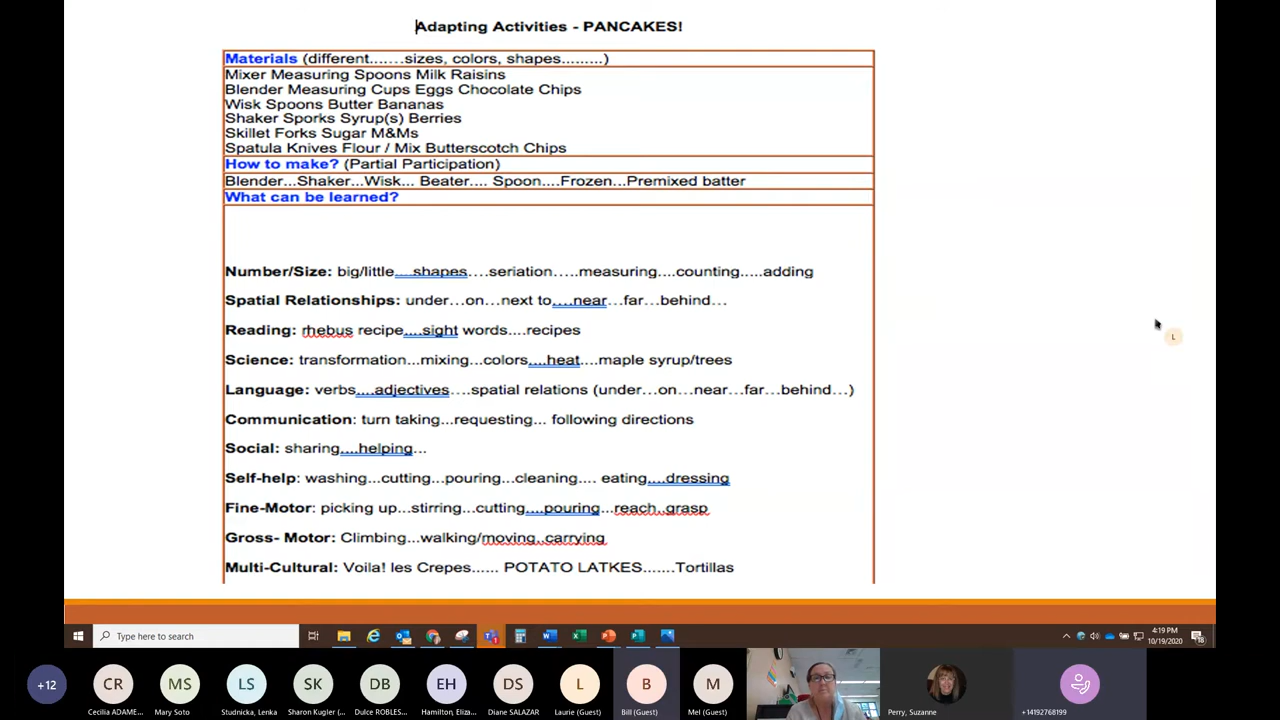 Adapting Activities - PANCAKES!
Materials (different.......sizes, colors, shapes.........)
Mixer Measuring Spoons Milk Raisins
Blender Measuring Cups Eggs Chocolate Chips
Wisk Spoons Butter Bananas
Shaker Sporks Syrup(s) Berries
Skillet Forks Sugar M&Ms
Spatula Knives Flour / Mix Butterscotch Chips
How to make? (Partial Participation)
Blender...Shaker...Wisk... Beater.... Spoon....Frozen...Premixed batter
What can be learned?
Number/Size: big/little....shapes....seriation.....measuring....counting.....adding
Spatial Relationships: under...on...next to....near...far...behind...
Reading: rhebus recipe....sight words....recipes
Science: transformation...mixing...colors....heat....maple syrup/trees
Language: verbs....adjectives....spatial relations (under...on...near...far...behind...)
Communication: turn taking...requesting... following directions
Social: sharing....helping...
Self-help: washing...cutting...pouring...cleaning.... eating....dressing
Fine-Motor: picking up...stirring...cutting....pouring...reach..grasp
Gross- Motor: Climbing...walking/moving..carrying
Multi-Cultural: Voila! les Crepes...... POTATO LATKES.......Tortillas
L
Type here to search
4:19 PM
10/19/2020
+12 CR MS LS SK DB EH DS L B M
Cecilia ADAME... Mary Soto Studnicka, Lenka Sharon Kugler (... Dulce ROBLES... Hamilton, Eliza... Diane SALAZAR Laurie (Guest) Bill (Guest) Mel (Guest) Perry, Suzanne +14192768199